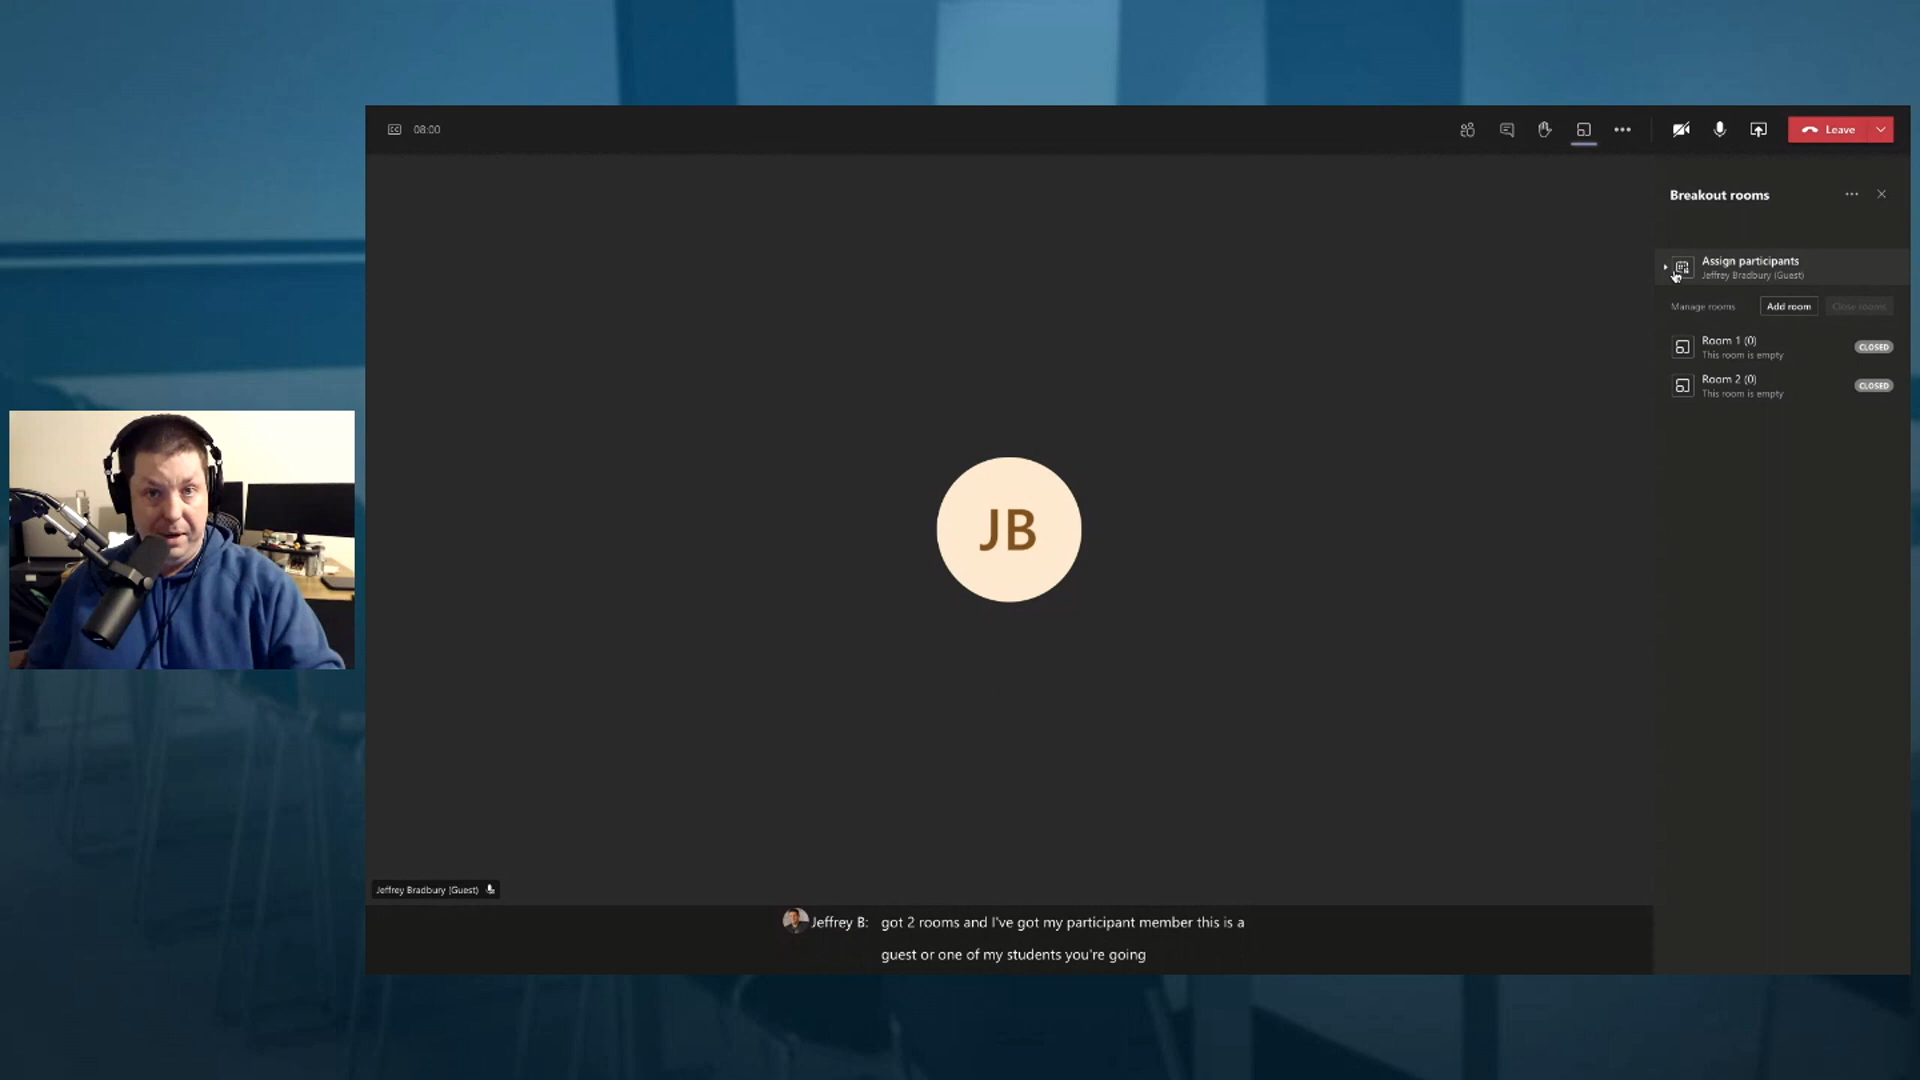 08:00
Leave
Breakout rooms
Assign participants
Jeffrey Bradbury (Guest)
Manage rooms
Add room
Close rooms
Room 1 (0)
This room is empty
CLOSED
Room 2 (0)
This room is empty
CLOSED
JB
Jeffrey Bradbury (Guest)
Jeffrey B: got 2 rooms and I've got my participant member this is a
guest or one of my students you're going